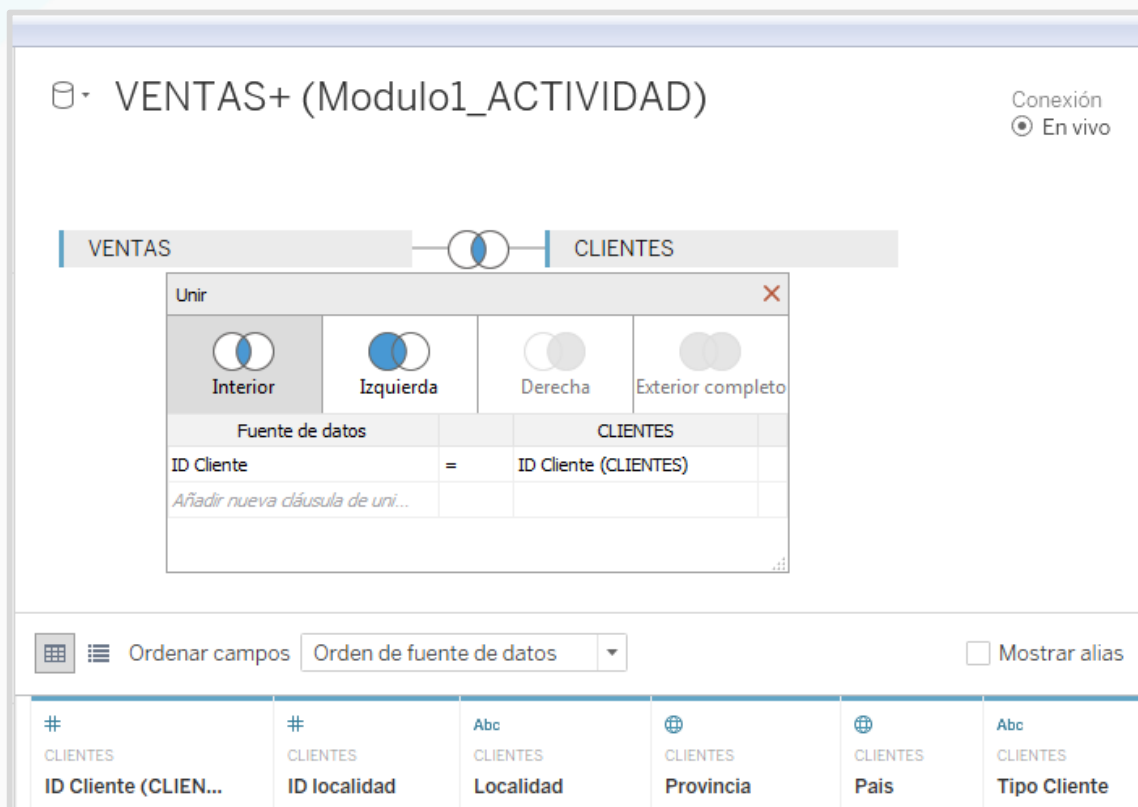 VENTAS+ (Modulo1_ACTIVIDAD)
Conexión
En vivo
VENTAS
CLIENTES
Unir
Interior
Izquierda
Derecha
Exterior completo
Fuente de datos
CLIENTES
ID Cliente
=
ID Cliente (CLIENTES)
Añadir nueva cláusula de uni...
Ordenar campos
Orden de fuente de datos
Mostrar alias
#
#
Abc
Abc
CLIENTES
CLIENTES
CLIENTES
CLIENTES
CLIENTES
CLIENTES
ID Cliente (CLIEN...
ID localidad
Localidad
Provincia
Pais
Tipo Cliente